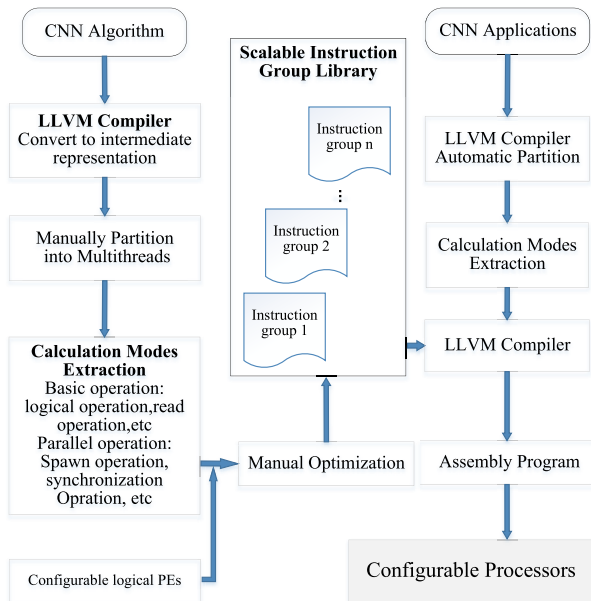 CNN Algorithm
LLVM Compiler
Convert to intermediate
representation
Manually Partition
into Multithreads
Calculation Modes
Extraction
Basic operation:
logical operation,read
operation,etc
Parallel operation:
Spawn operation,
synchronization
Opration, etc
Configurable logical PEs
Scalable Instruction
Group Library
Instruction
group n
...
Instruction
group 2
Instruction
group 1
Manual Optimization
CNN Applications
LLVM Compiler
Automatic Partition
Calculation Modes
Extraction
LLVM Compiler
Assembly Program
Configurable Processors